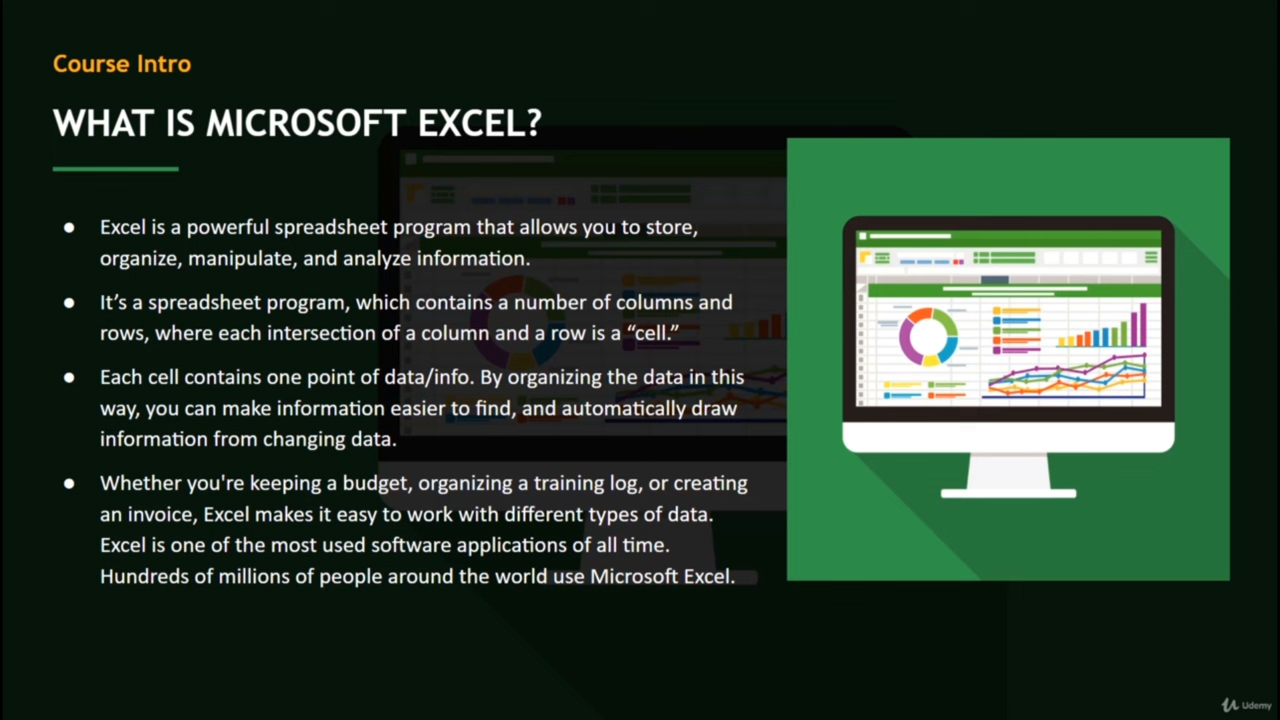 Course Intro
WHAT IS MICROSOFT EXCEL?
● Excel is a powerful spreadsheet program that allows you to store,
organize, manipulate, and analyze information.
● It’s a spreadsheet program, which contains a number of columns and
rows, where each intersection of a column and a row is a “cell.”
● Each cell contains one point of data/info. By organizing the data in this
way, you can make information easier to find, and automatically draw
information from changing data.
● Whether you're keeping a budget, organizing a training log, or creating
an invoice, Excel makes it easy to work with different types of data.
Excel is one of the most used software applications of all time.
Hundreds of millions of people around the world use Microsoft Excel.
Udemy